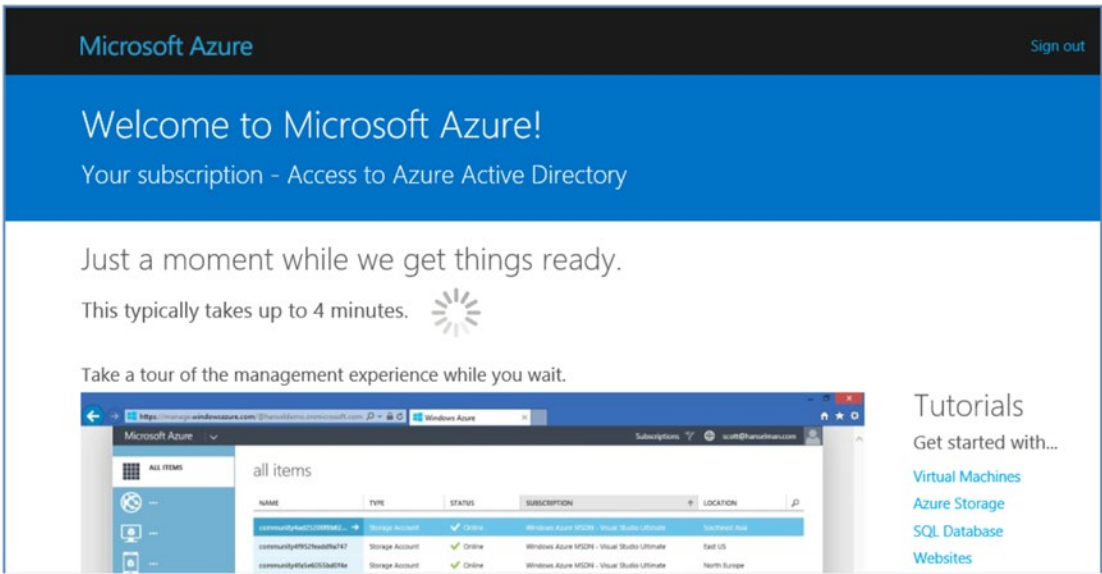 Microsoft Azure
Sign out
Welcome to Microsoft Azure!
Your subscription - Access to Azure Active Directory
Just a moment while we get things ready.
This typically takes up to 4 minutes.
Take a tour of the management experience while you wait.
Windows Azure
Microsoft Azure
Subscriptions
scott@hanselman.com
ALL ITEMS
all items
NAME TYPE STATUS SUBSCRIPTION LOCATION
Storage Account Online Windows Azure MSDN - Visual Studio Ultimate Southeast Asia
Storage Account Online Windows Azure MSDN - Visual Studio Ultimate East US
Storage Account Online Windows Azure MSDN - Visual Studio Ultimate North Europe
Tutorials
Get started with...
Virtual Machines
Azure Storage
SQL Database
Websites